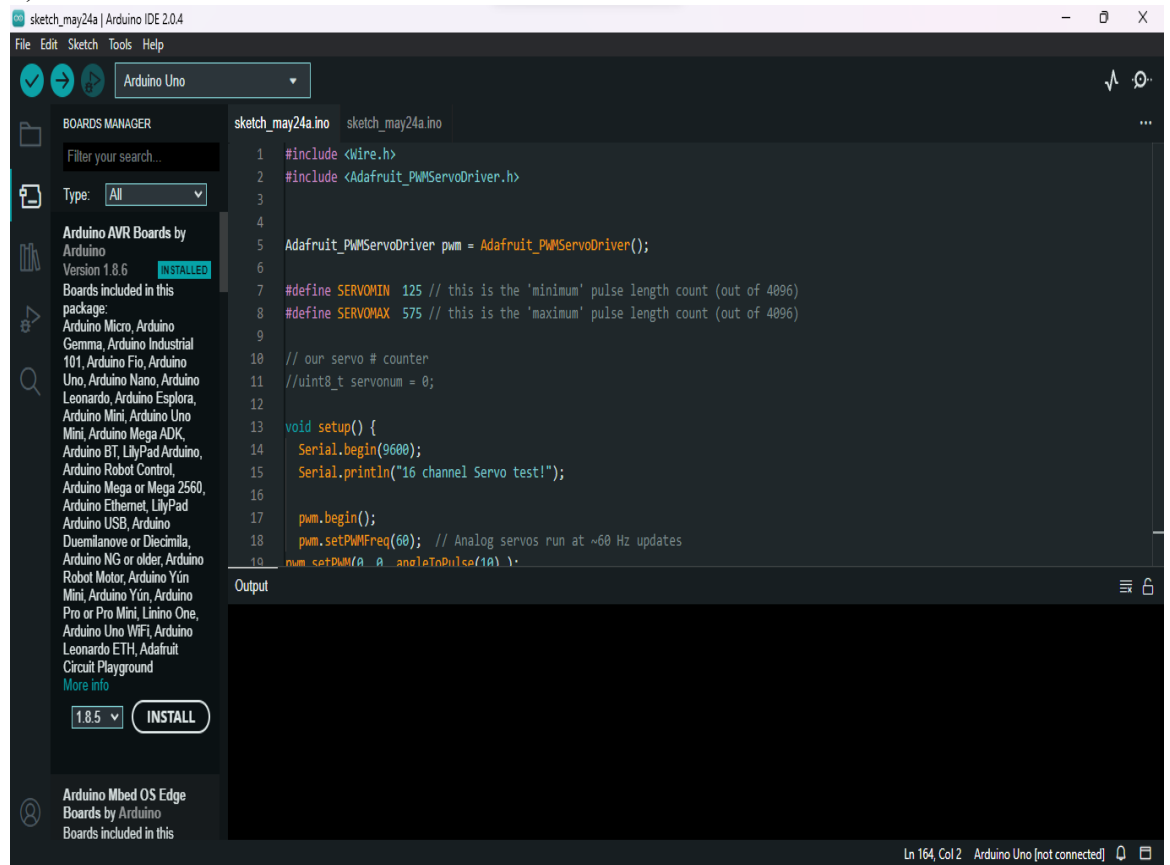 sketch_may24a | Arduino IDE 2.0.4
File Edit Sketch Tools Help
Arduino Uno
BOARDS MANAGER
Filter your search...
Type: All
Arduino AVR Boards by
Arduino
Version 1.8.6 INSTALLED
Boards included in this
package:
Arduino Micro, Arduino
Gemma, Arduino Industrial
101, Arduino Fio, Arduino
Uno, Arduino Nano, Arduino
Leonardo, Arduino Esplora,
Arduino Mini, Arduino Uno
Mini, Arduino Mega ADK,
Arduino BT, LilyPad Arduino,
Arduino Robot Control,
Arduino Mega or Mega 2560,
Arduino Ethernet, LilyPad
Arduino USB, Arduino
Duemilanove or Diecimila,
Arduino NG or older, Arduino
Robot Motor, Arduino Yún
Mini, Arduino Yún, Arduino
Pro or Pro Mini, Linino One,
Arduino Uno WiFi, Arduino
Leonardo ETH, Adafruit
Circuit Playground
More info
1.8.5 INSTALL
Arduino Mbed OS Edge
Boards by Arduino
Boards included in this
sketch_may24a.ino sketch_may24a.ino
1 #include <Wire.h>
2 #include <Adafruit_PWMServoDriver.h>
3
4
5 Adafruit_PWMServoDriver pwm = Adafruit_PWMServoDriver();
6
7 #define SERVOMIN 125 // this is the 'minimum' pulse length count (out of 4096)
8 #define SERVOMAX 575 // this is the 'maximum' pulse length count (out of 4096)
9
10 // our servo # counter
11 //uint8_t servonum = 0;
12
13 void setup() {
14 Serial.begin(9600);
15 Serial.println("16 channel Servo test!");
16
17 pwm.begin();
18 pwm.setPWMFreq(60); // Analog servos run at ~60 Hz updates
19 pwm.setPWM(0, 0, angleToPulse(10) );
Output
Ln 164, Col 2 Arduino Uno [not connected]